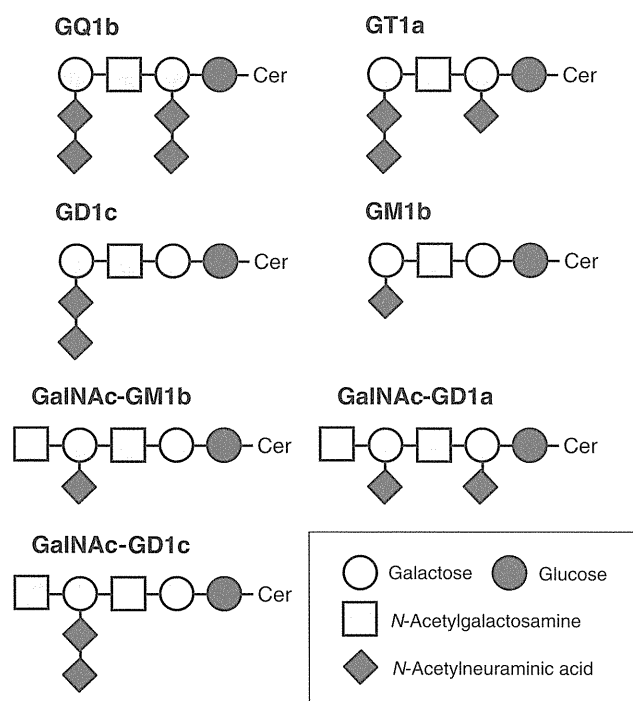 GQ1b
GT1a
Cer
Cer
GD1c
GM1b
Cer
Cer
GalNAc-GM1b
GalNAc-GD1a
Cer
Cer
GalNAc-GD1c
Cer
Galactose
Glucose
N-Acetylgalactosamine
N-Acetylneuraminic acid